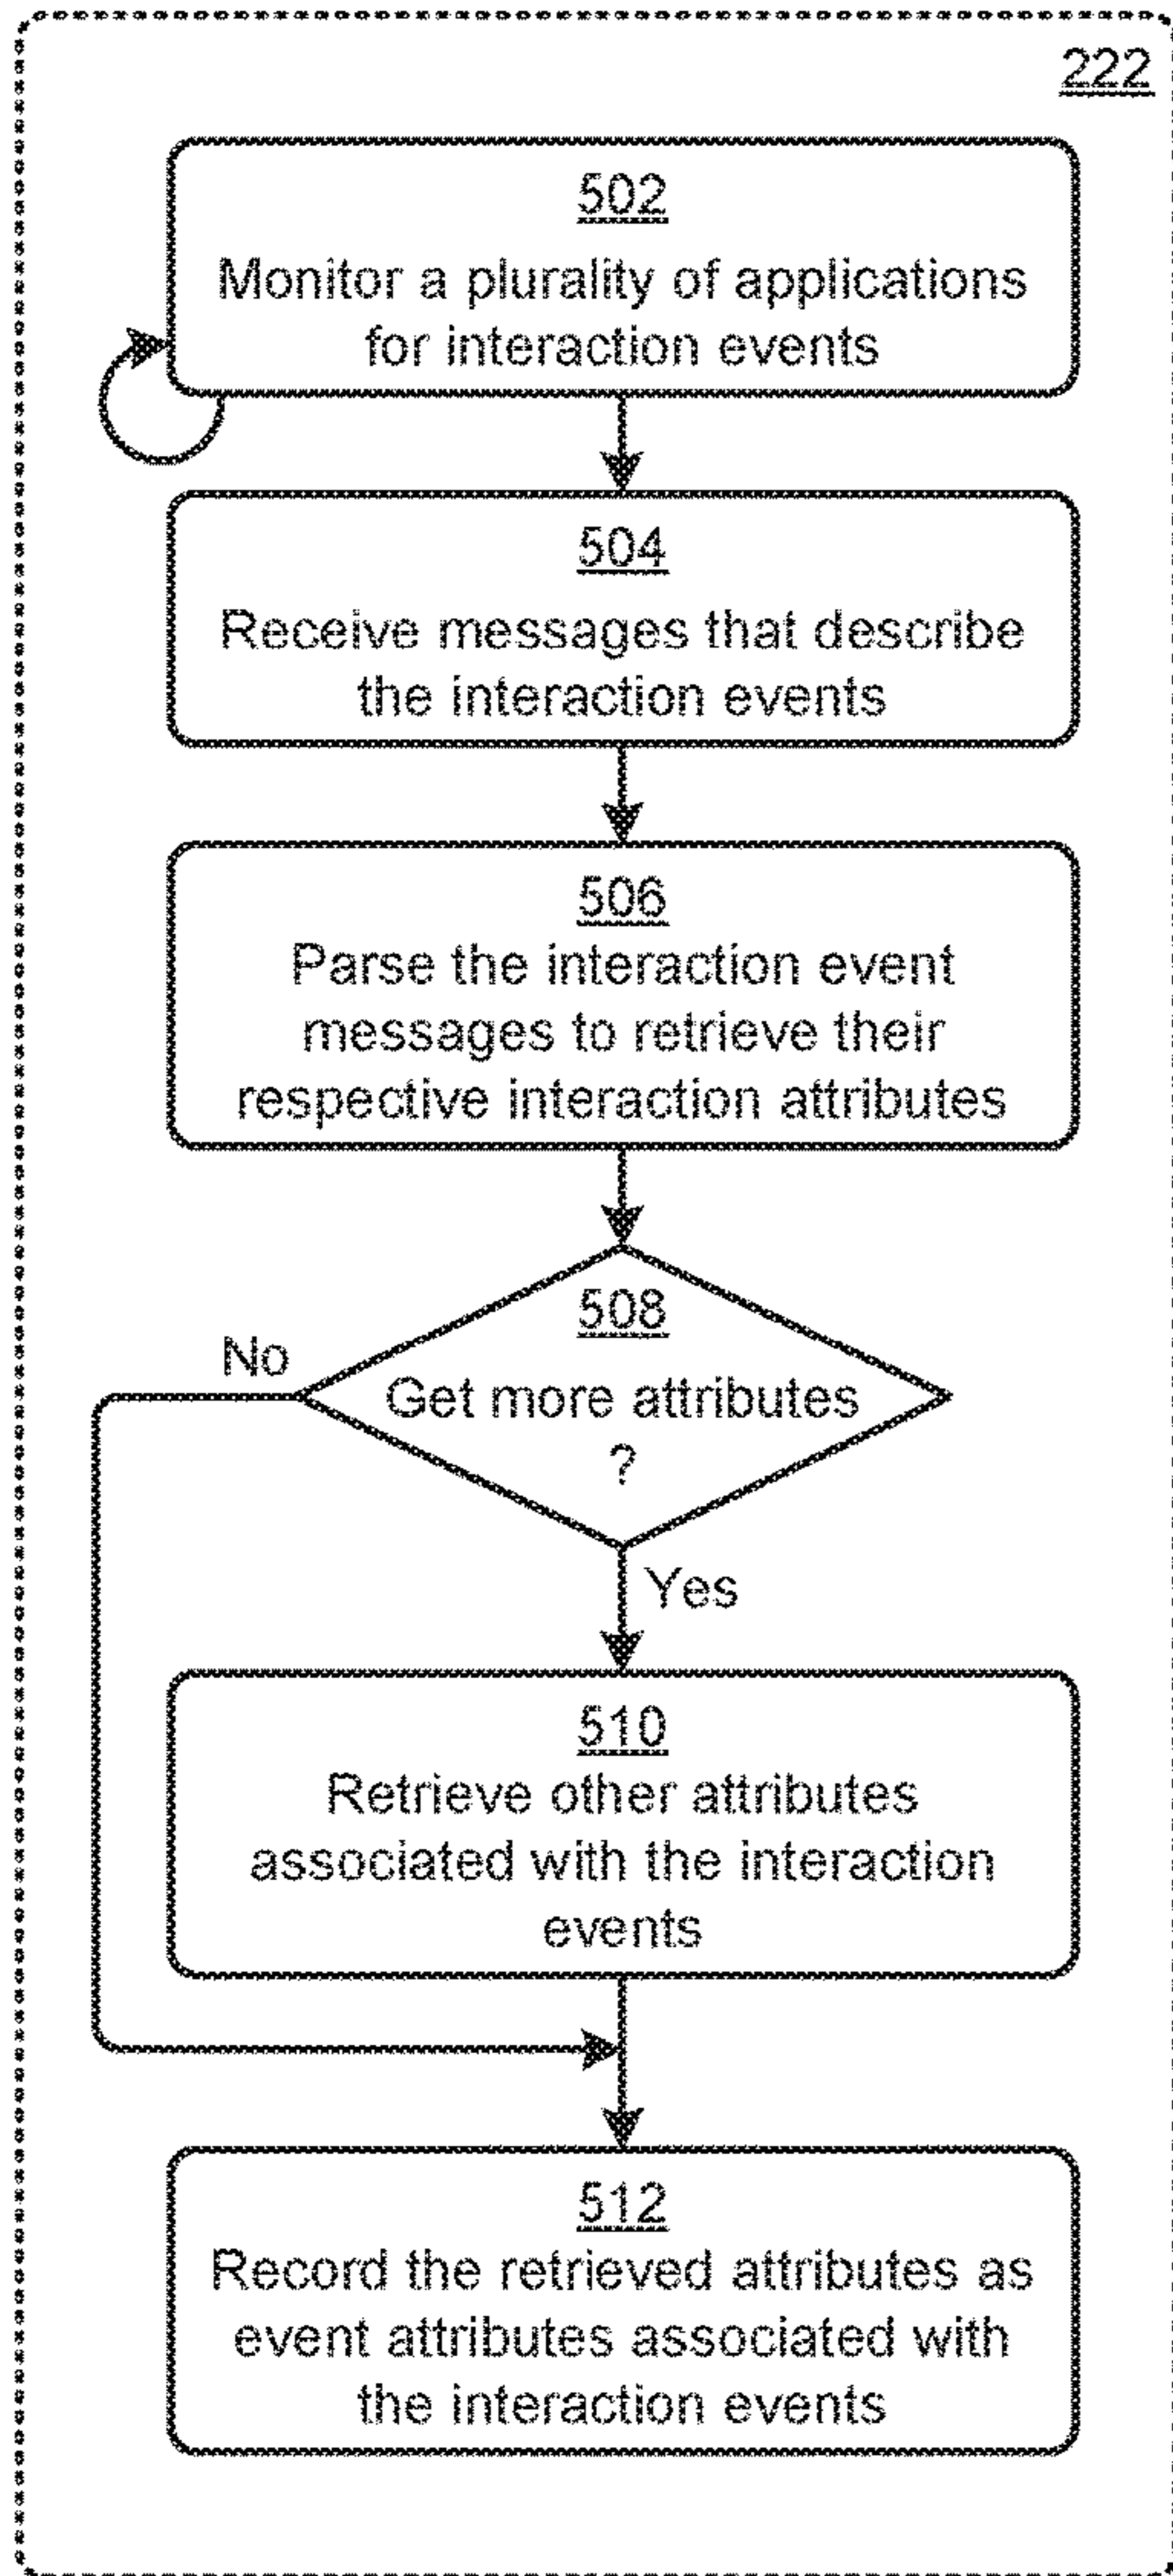 222
502
Monitor a plurality of applications
for interaction events
504
Receive messages that describe
the interaction events
506
Parse the interaction event
messages to retrieve their
respective interaction attributes
508
No
Get more attributes
?
Yes
510
Retrieve other attributes
associated with the interaction
events
512
Record the retrieved attributes as
event attributes associated with
the interaction events